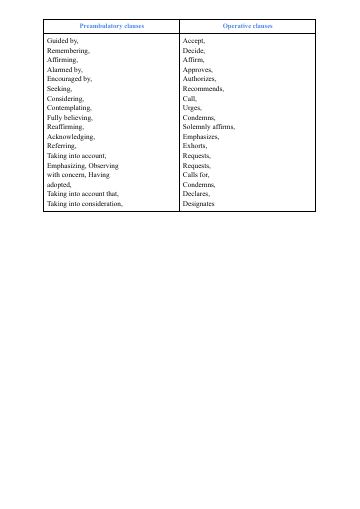 Preambulatory clauses
Guided by,
Remembering,
Affirming,
Alarmed by,
Encouraged by,
Seeking,
Considering,
Contemplating,
Fully believing,
Reaffirming,
Acknowledging,
Referring,
Taking into account,
Emphasizing, Observing
with concern, Having
adopted,
Taking into account that,
Taking into consideration,
Operative clauses
Accept,
Decide,
Affirm,
Approves,
Authorizes,
Recommends,
Call,
Urges,
Condemns,
Solemnly affirms,
Emphasizes,
Exhorts,
Requests,
Requests,
Calls for,
Condemns,
Declares,
Designates